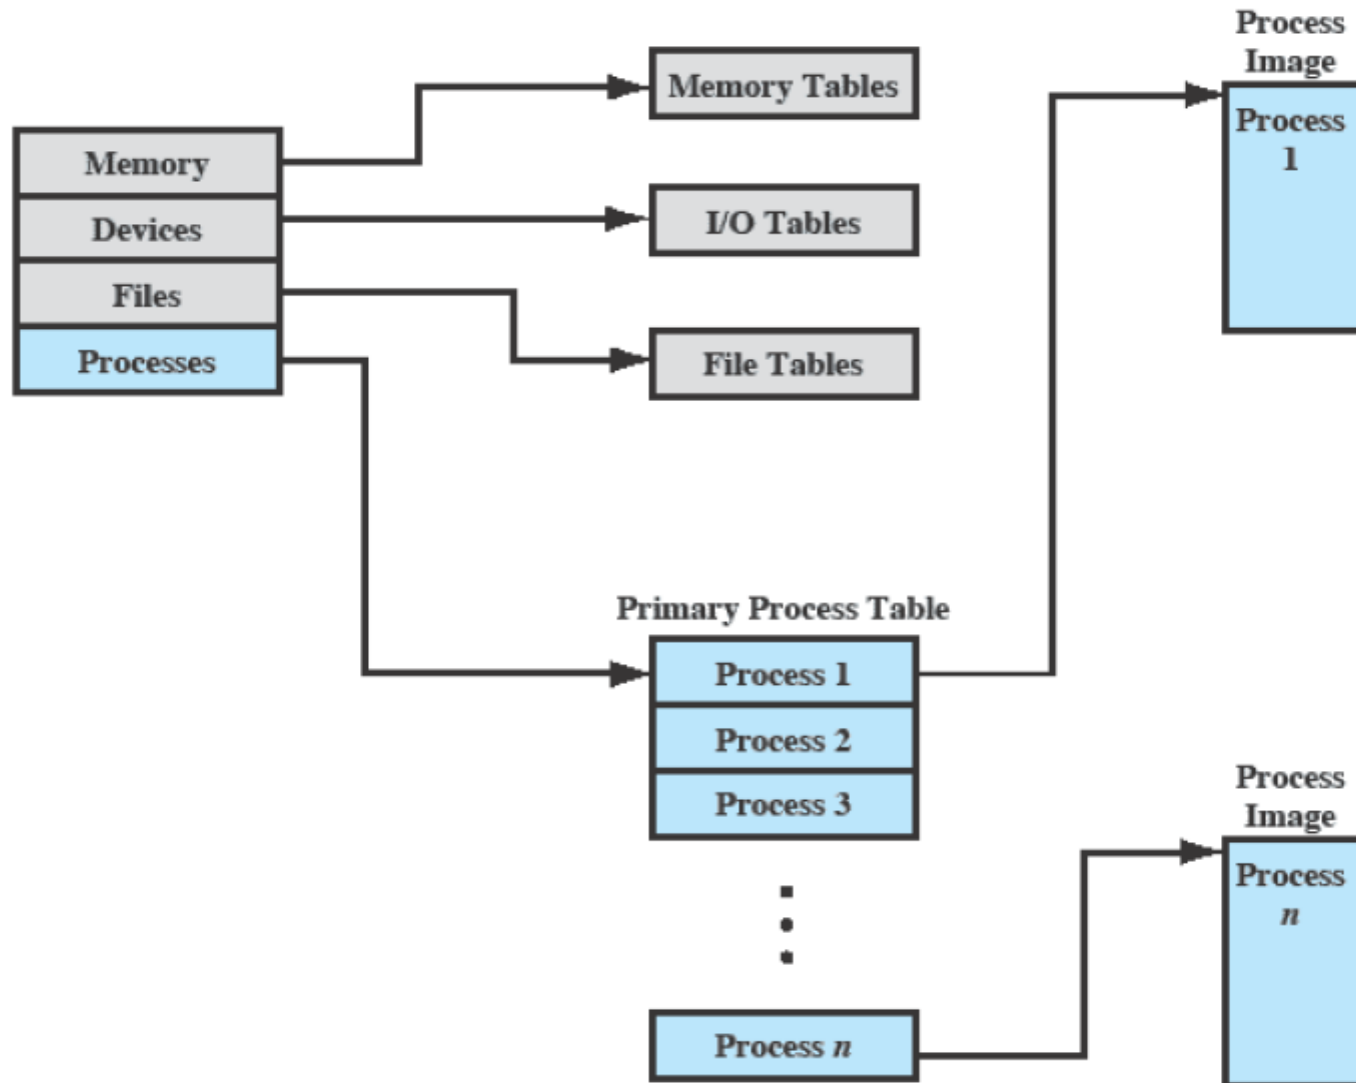 Memory
Devices
Files
Processes
Memory Tables
I/O Tables
File Tables
Primary Process Table
Process 1
Process 2
Process 3
Process n
Process
Image
Process
1
Process
Image
Process
n